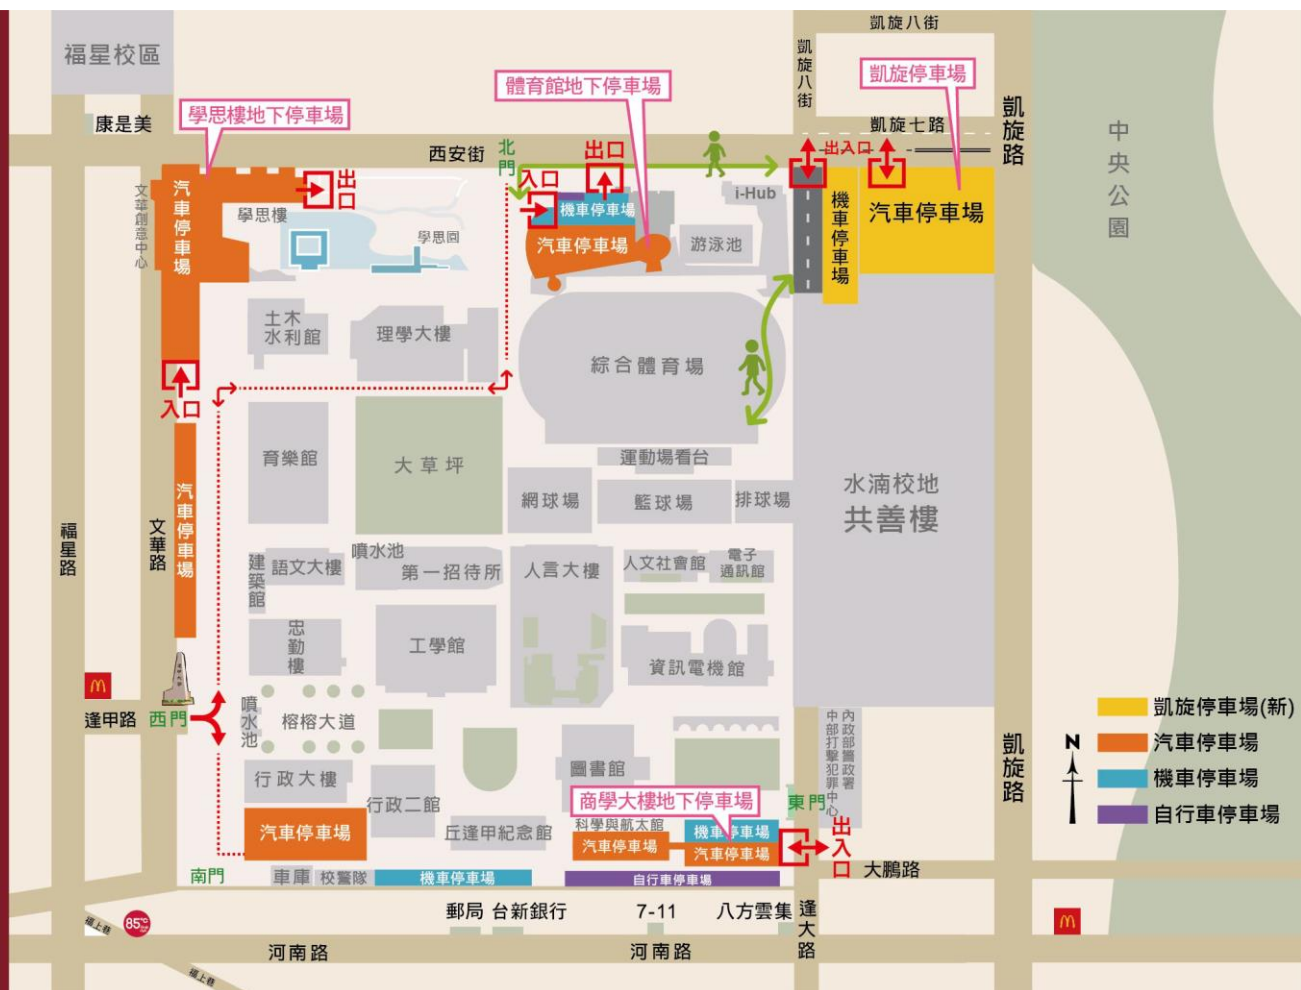 福星校區
康是美
學思樓地下停車場
體育館地下停車場
凱旋停車場
凱旋八街
凱旋八街
凱旋七路
凱旋路
中央公園
西安街
北門
出口
入口
出入口
汽車停車場
文華創意中心
出口
學思樓
學思園
機車停車場
汽車停車場
i-Hub
游泳池
機車停車場
汽車停車場
土木
水利館
理學大樓
綜合體育場
入口
育樂館
大草坪
運動場看台
網球場
籃球場
排球場
水湳校地
共善樓
汽車停車場
福星路
文華路
建築館
語文大樓
噴水池
第一招待所
人言大樓
人文社會館
電子
通訊館
忠勤樓
工學館
資訊電機館
逢甲路
西門
噴水池
榕榕大道
行政大樓
行政二館
圖書館
商學大樓地下停車場
東門
內政部警政署
中部打擊犯罪中心
凱旋路
N
凱旋停車場(新)
汽車停車場
機車停車場
自行車停車場
汽車停車場
丘逢甲紀念館
科學與航太館
汽車停車場
機車停車場
汽車停車場
出入口
大鵬路
南門
車庫
校警隊
機車停車場
自行車停車場
郵局
台新銀行
7-11
八方雲集
逢大路
福上巷
85℃
河南路
河南路
福上巷